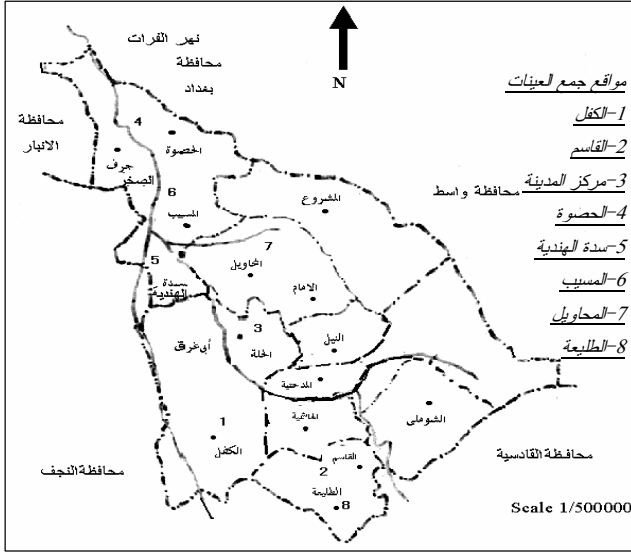 نهر الفرات
محافظة
بغداد
N
محافظة
الانبار
مواقع جمع العينات
1-الكفل
2-القاسم
3-مركز المدينة
4-الحصوة
5-سدة الهندية
6-المسيب
7-المحاويل
8-الطليعة
محافظة واسط
4
الحصوة
جرف
الصخر
6
المسيب
المشروع
7
المحاويل
الامام
5
سدة
الهندية
3
الحلة
أبي غرق
النيل
المدحتية
1
الكفل
الهاشمية
الشوملي
القاسم
2
الطليعة
8
محافظة القادسية
محافظة النجف
Scale 1/500000